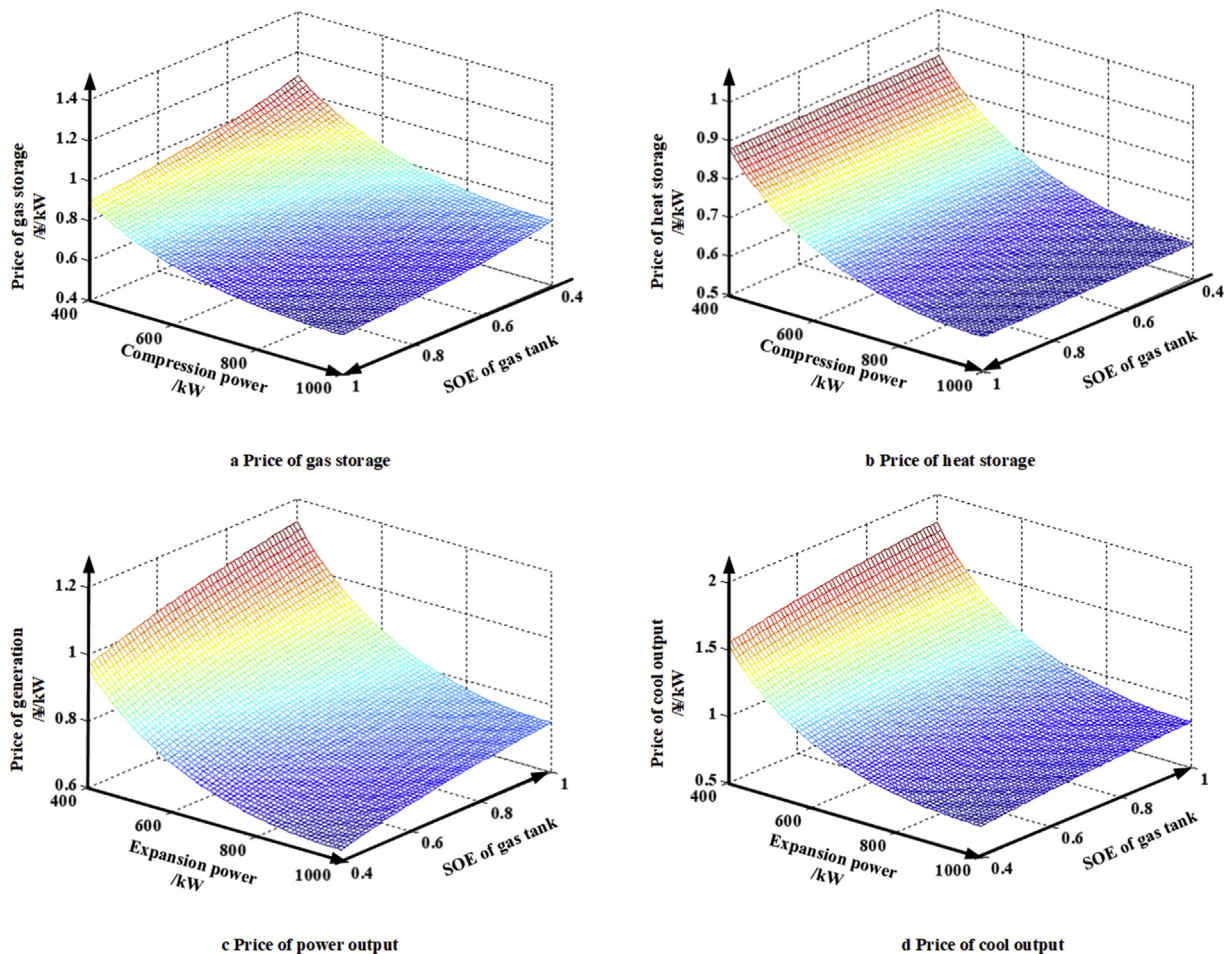 1.4
1.2
1
0.8
0.6
0.4
Price of gas storage
/¥/kW
400
600
800
1000
Compression power
/kW
1
0.8
0.6
0.4
SOE of gas tank
a Price of gas storage
1
0.9
0.8
0.7
0.6
0.5
Price of heat storage
/¥/kW
400
600
800
1000
Compression power
/kW
1
0.8
0.6
0.4
SOE of gas tank
b Price of heat storage
1.2
1
0.8
0.6
Price of generation
/¥/kW
400
600
800
1000
Expansion power
/kW
0.4
0.6
0.8
1
SOE of gas tank
c Price of power output
2
1.5
1
0.5
Price of cool output
/¥/kW
400
600
800
1000
Expansion power
/kW
0.4
0.6
0.8
1
SOE of gas tank
d Price of cool output